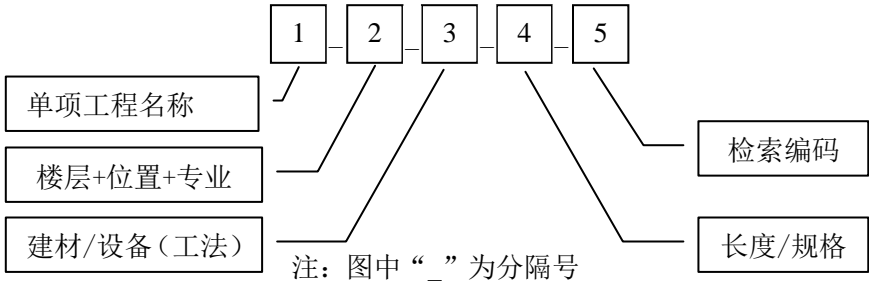 1_2_3_4_5
单项工程名称
楼层+位置+专业
建材/设备（工法）
检索编码
长度/规格
注：图中“_”为分隔号